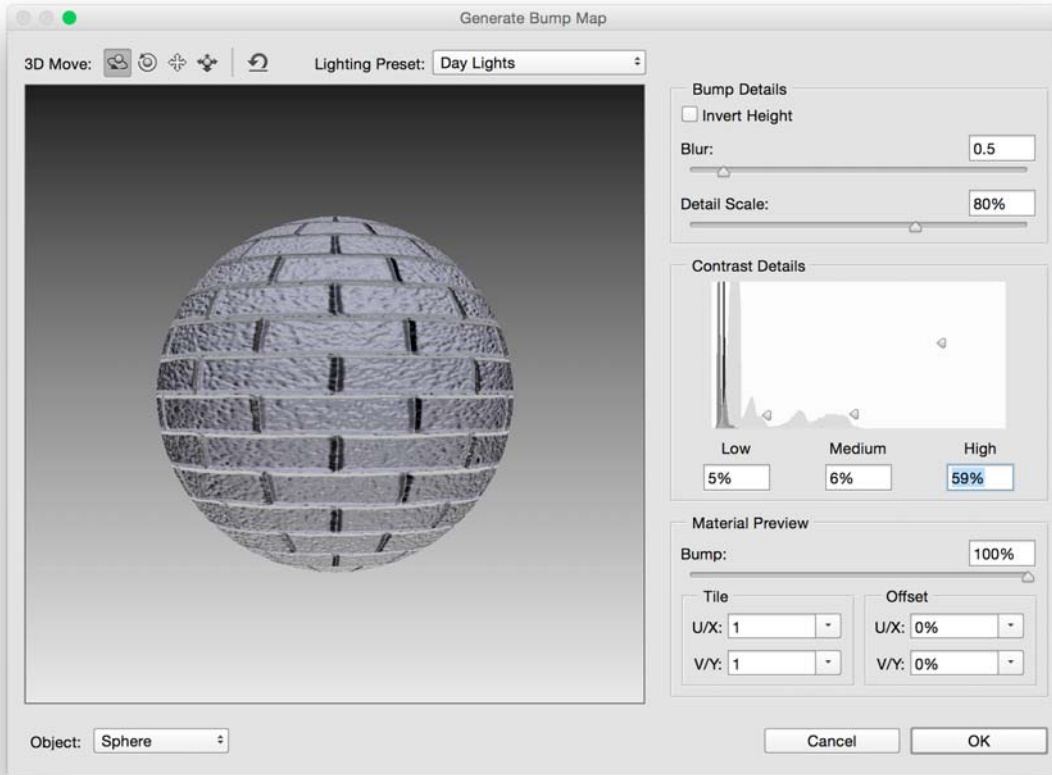 Generate Bump Map
3D Move:
Lighting Preset: Day Lights
Bump Details
Invert Height
Blur: 0.5
Detail Scale: 80%
Contrast Details
Low Medium High
5% 6% 59%
Material Preview
Bump: 100%
Tile Offset
U/X: 1 U/X: 0%
V/Y: 1 V/Y: 0%
Object: Sphere
Cancel OK